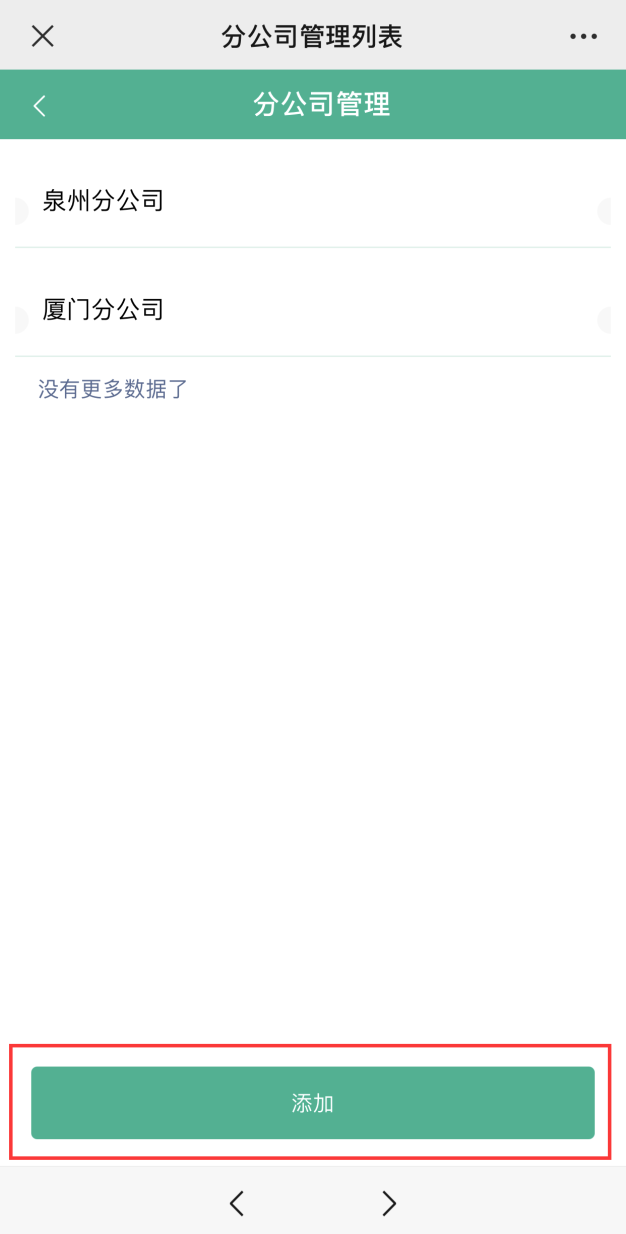 分公司管理列表
分公司管理
泉州分公司
厦门分公司
没有更多数据了
添加